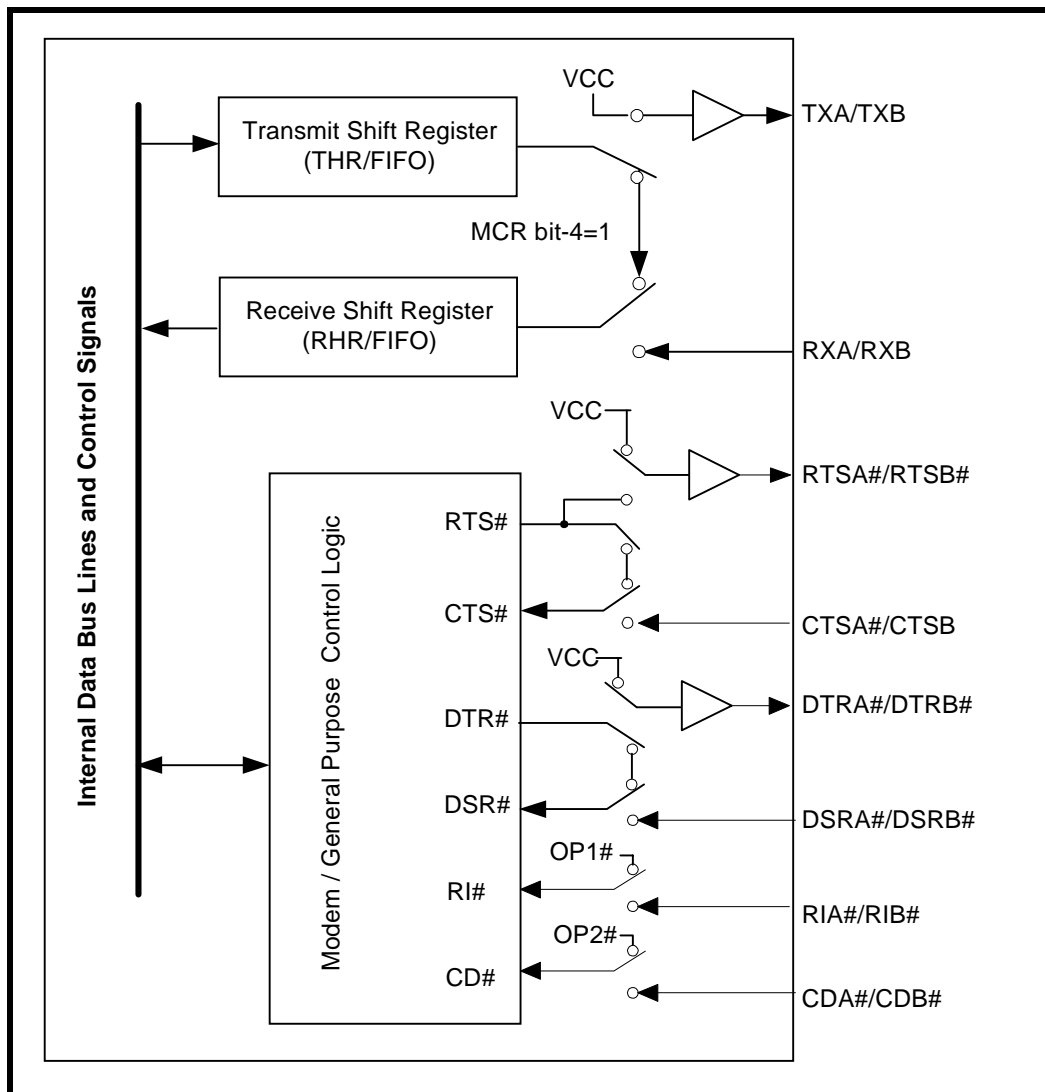 VCC
TXA/TXB
Transmit Shift Register
(THR/FIFO)
MCR bit-4=1
Receive Shift Register
(RHR/FIFO)
RXA/RXB
Internal Data Bus Lines and Control Signals
VCC
RTSA#/RTSB#
Modem / General Purpose Control Logic
RTS#
CTS#
CTSA#/CTSB
VCC
DTRA#/DTRB#
DTR#
DSR#
DSRA#/DSRB#
OP1#
RI#
RIA#/RIB#
OP2#
CD#
CDA#/CDB#